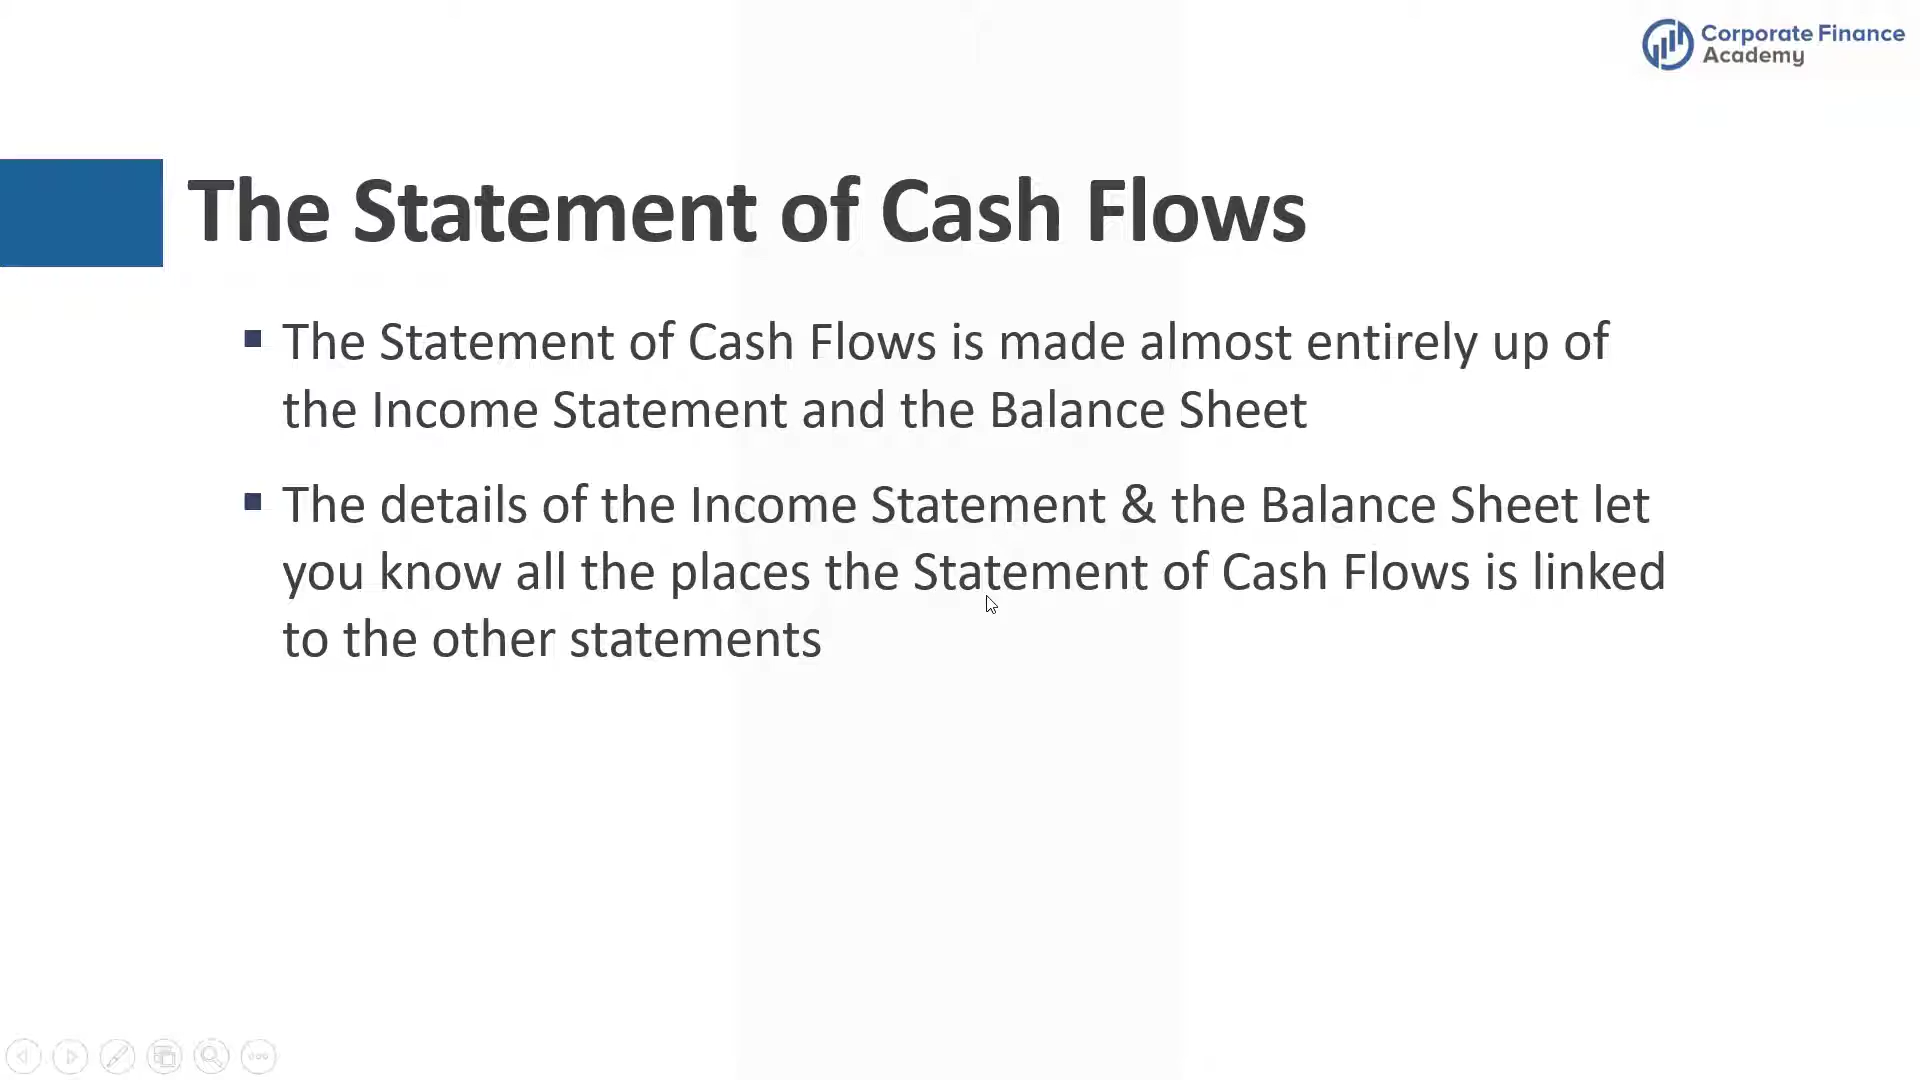 Corporate Finance
Academy
The Statement of Cash Flows
▪ The Statement of Cash Flows is made almost entirely up of
the Income Statement and the Balance Sheet
▪ The details of the Income Statement & the Balance Sheet let
you know all the places the Statement of Cash Flows is linked
to the other statements